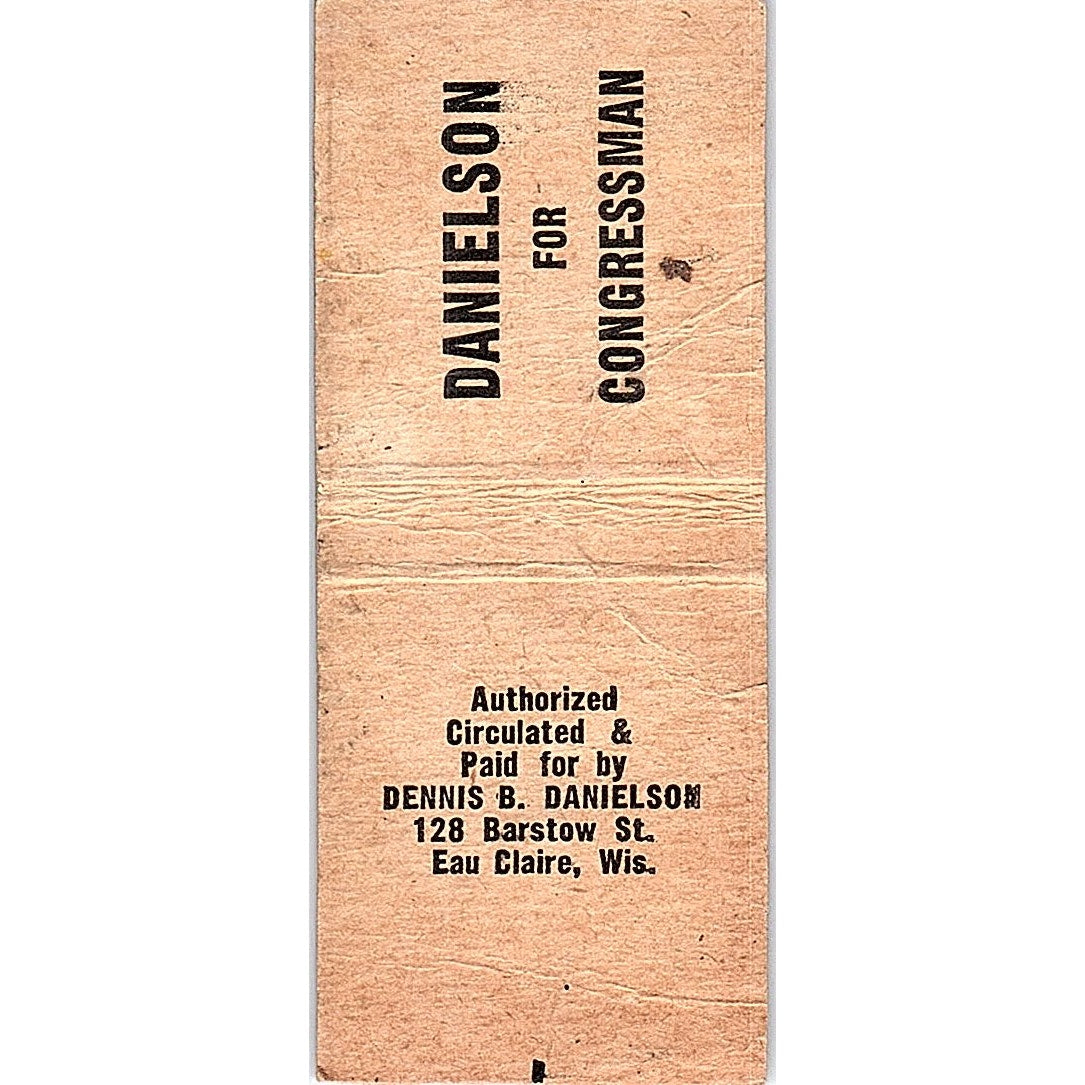 DANIELSON
FOR
CONGRESSMAN
Authorized
Circulated &
Paid for by
DENNIS B. DANIELSON
128 Barstow St.
Eau Claire, Wis.